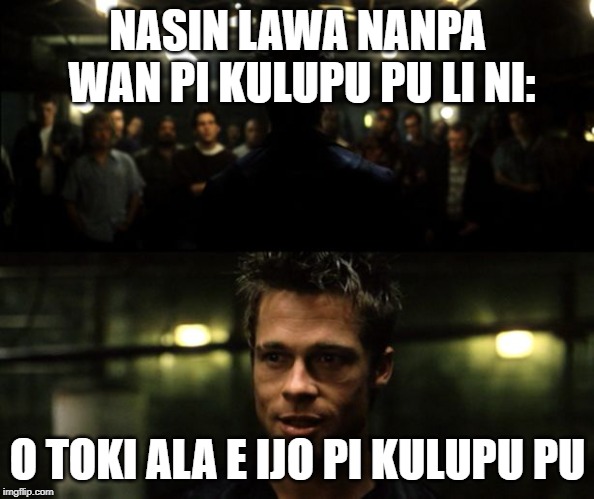 NASIN LAWA NANPA
WAN PI KULUPU PU LI NI:
O TOKI ALA E IJO PI KULUPU PU
imgflip.com